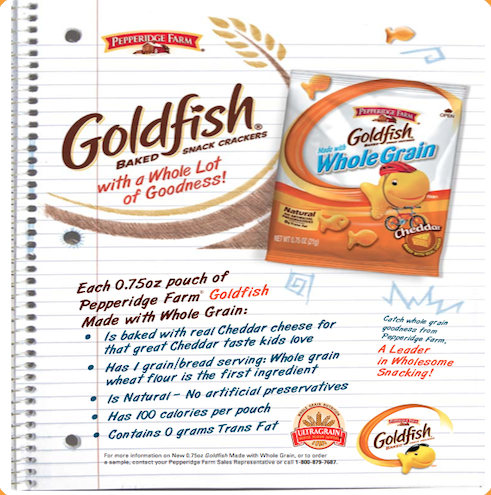 PEPPERIDGE FARM
Goldfish®
BAKED SNACK CRACKERS
with a Whole Lot
of Goodness!
PEPPERIDGE FARM
OPEN
Goldfish
Made with
Whole Grain
Natural
Cheddar
NET WT 0.75 OZ (21g)
Each 0.75oz pouch of
Pepperidge Farm® Goldfish
Made with Whole Grain:
• Is baked with real Cheddar cheese for
that great Cheddar taste kids love
• Has 1 grain/bread serving: Whole grain
wheat flour is the first ingredient
• Is Natural – No artificial preservatives
• Has 100 calories per pouch
• Contains 0 grams Trans Fat
Catch whole grain
goodness from
Pepperidge Farm,
A Leader
in Wholesome
Snacking!
WHOLE GRAIN NUTRITION
ULTRAGRAIN
PEPPERIDGE FARM
Goldfish
For more information on New 0.75oz Goldfish Made with Whole Grain, or to order
a sample, contact your Pepperidge Farm Sales Representative or call 1-800-879-7687.